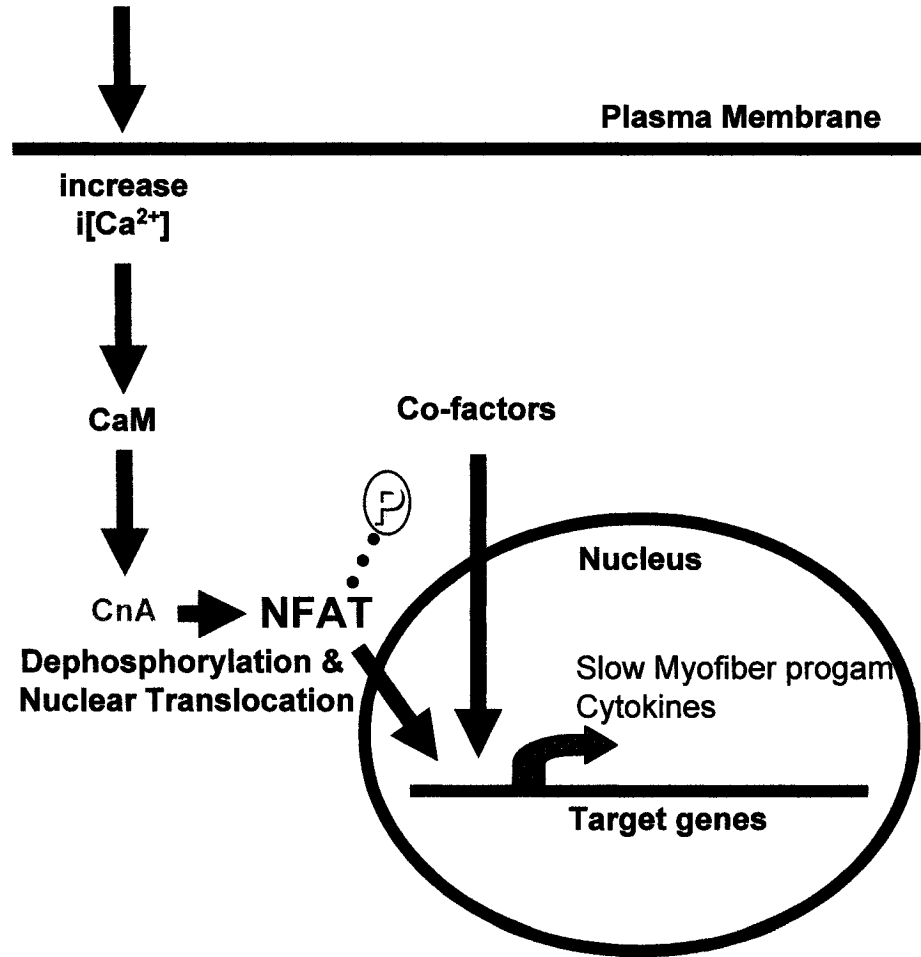 Plasma Membrane
increase
i[Ca²⁺]
CaM
Co-factors
P
Nucleus
CnA
NFAT
Dephosphorylation &
Nuclear Translocation
Slow Myofiber progam
Cytokines
Target genes